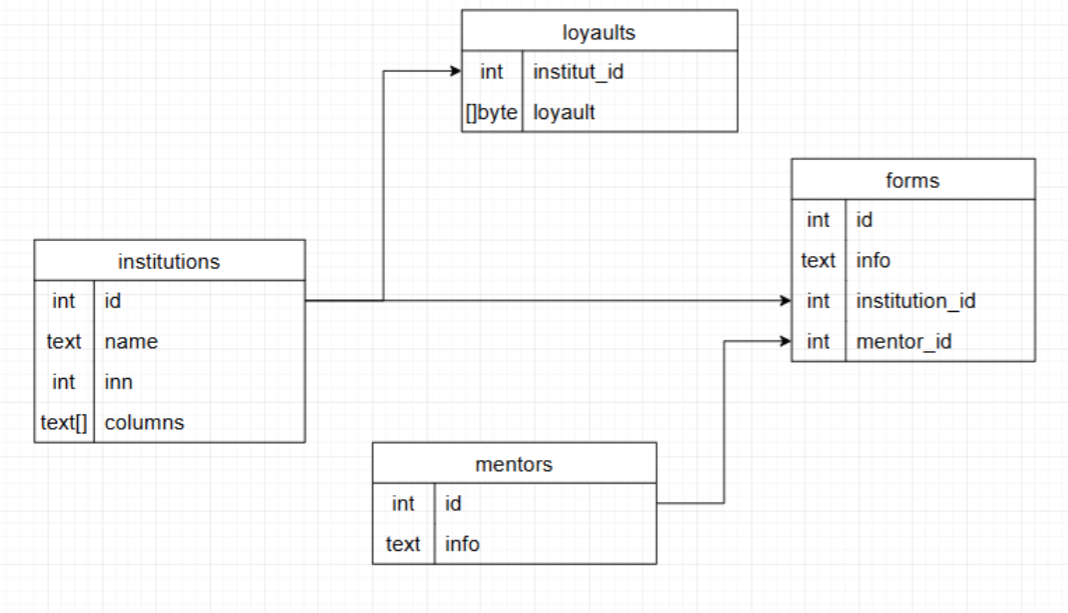 loyaults
int institut_id
[]byte loyault
forms
int id
text info
int institution_id
int mentor_id
institutions
int id
text name
int inn
text[] columns
mentors
int id
text info